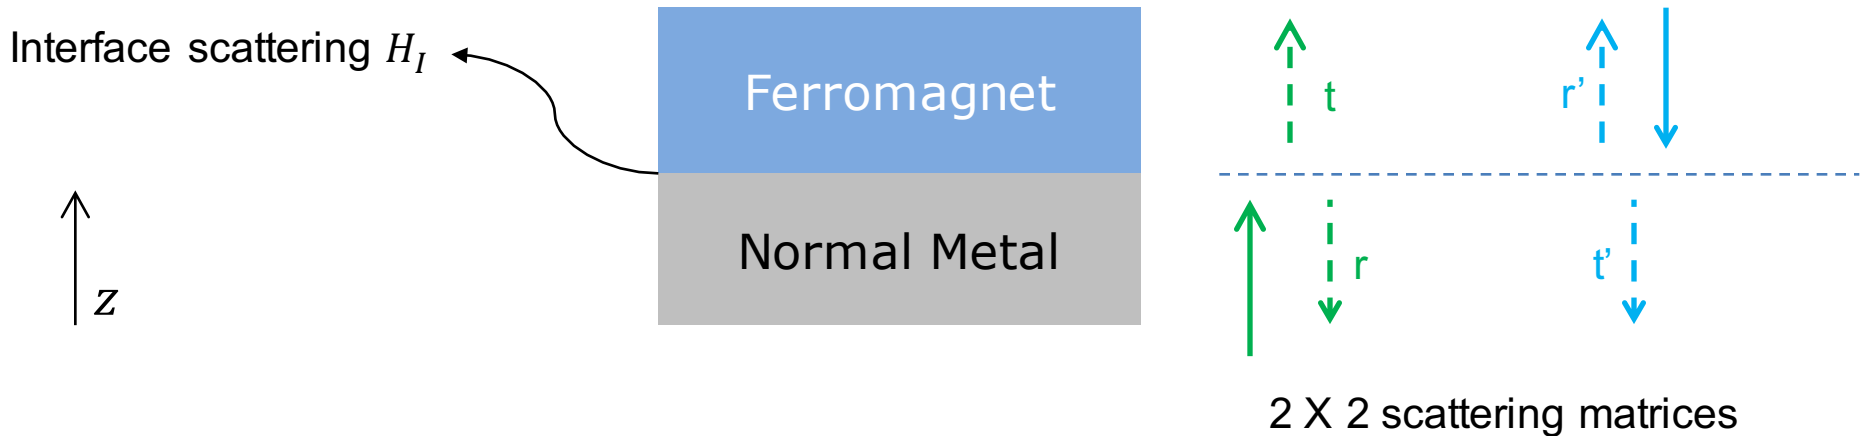 Interface scattering H_I
Ferromagnet
Normal Metal
z
t
r
r’
t’
2 X 2 scattering matrices